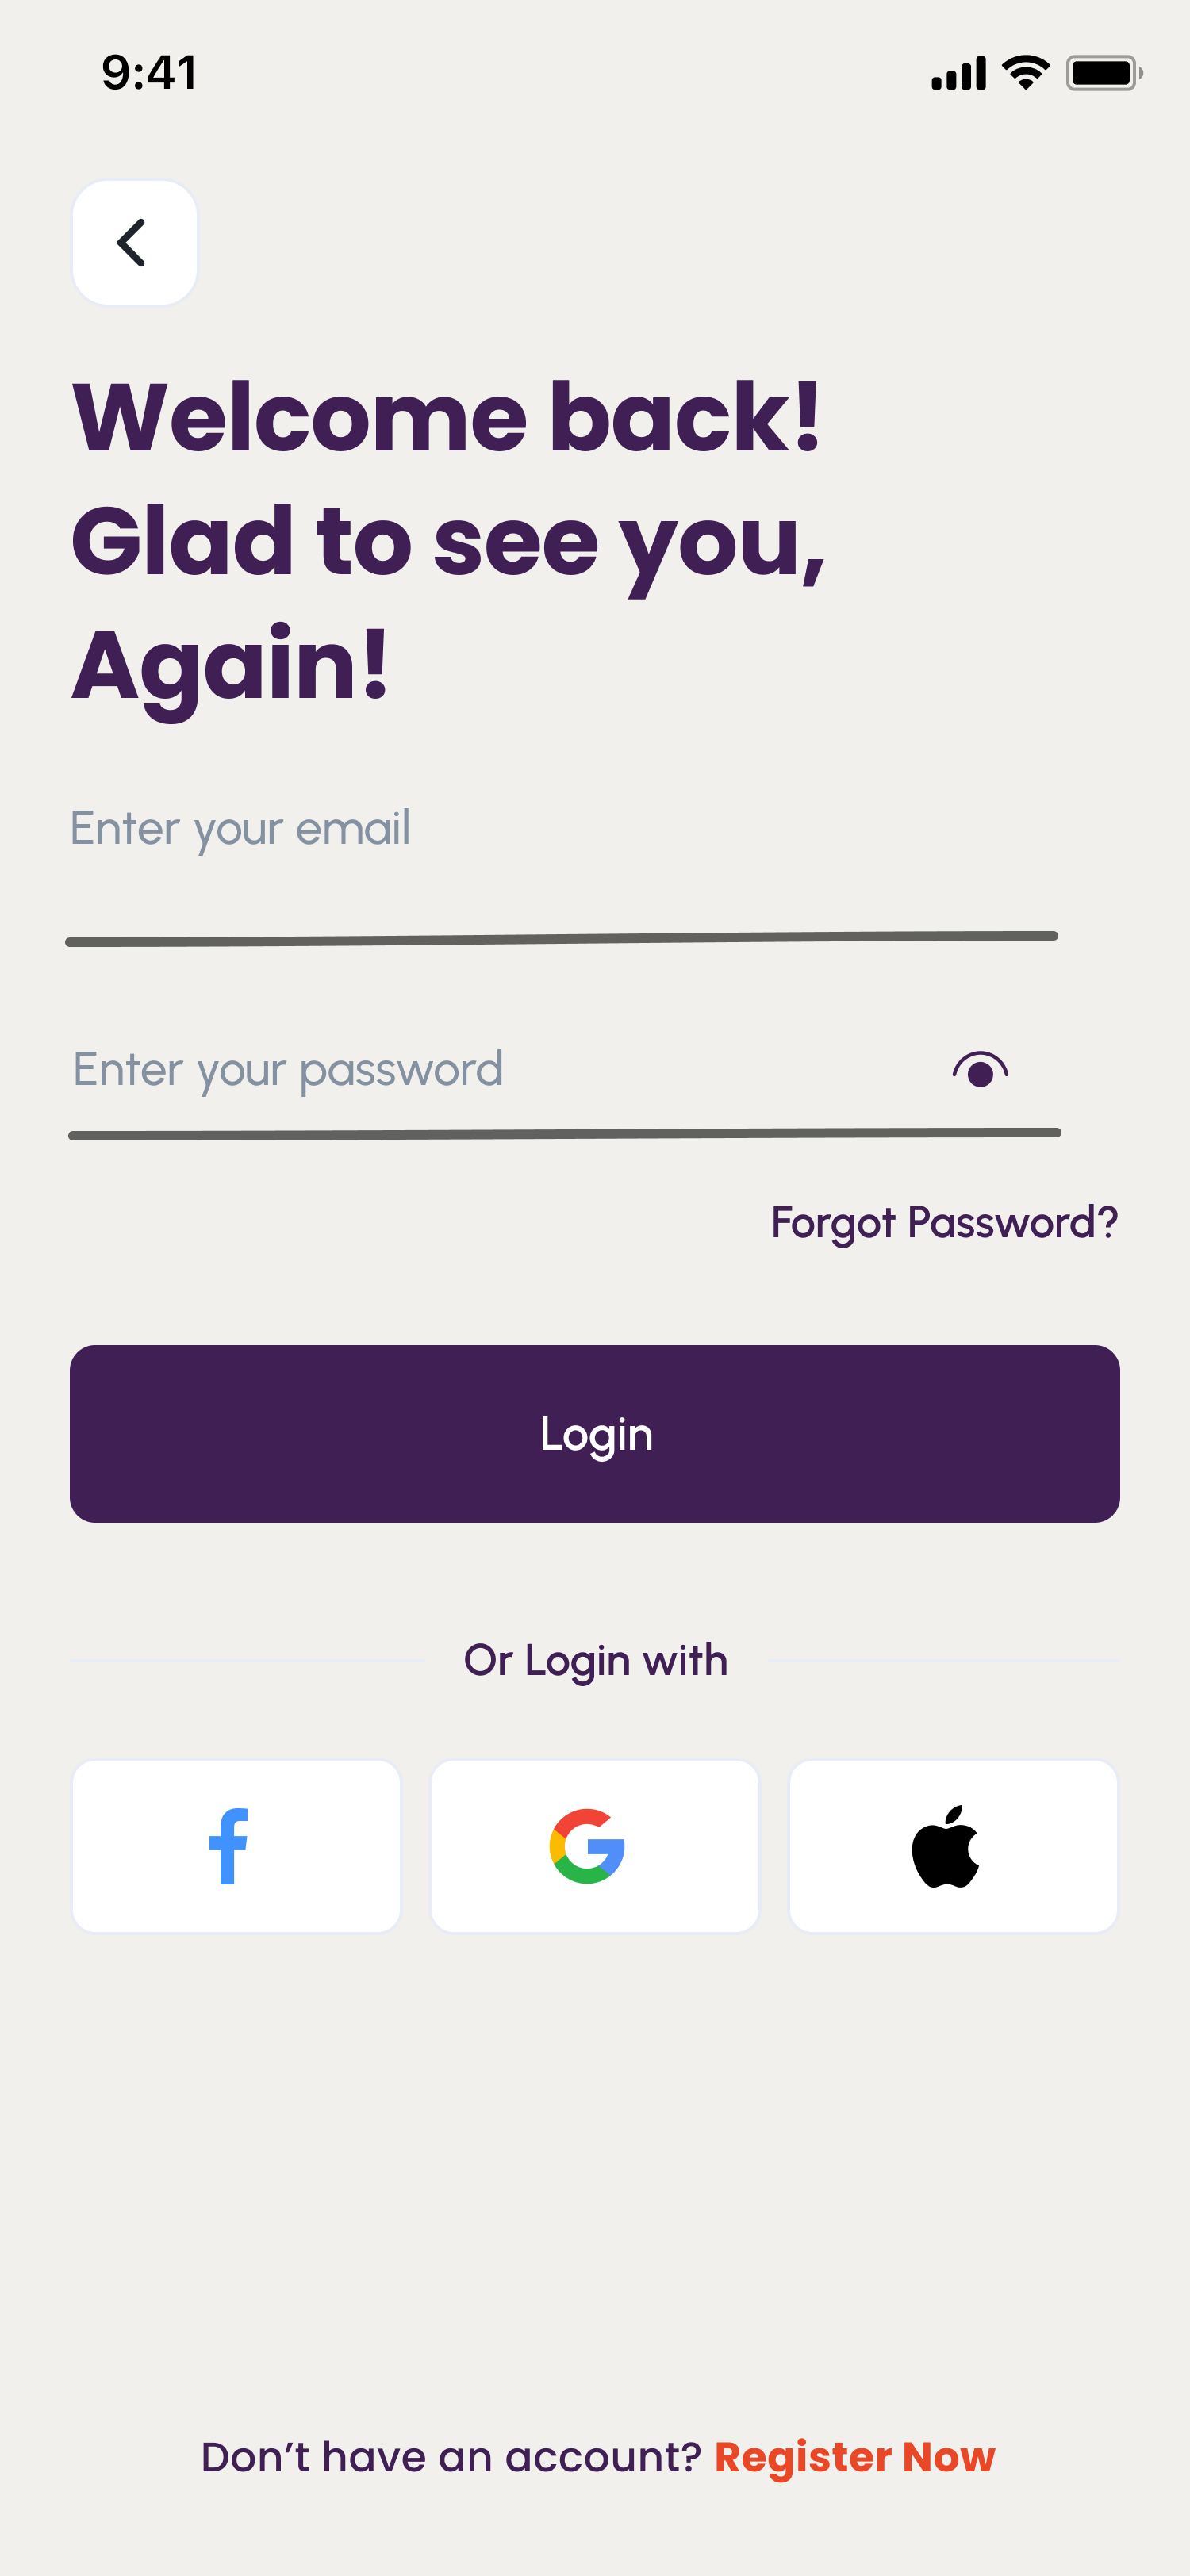 9:41
Welcome back!
Glad to see you,
Again!
Enter your email
Enter your password
Forgot Password?
Login
Or Login with
Don’t have an account? Register Now